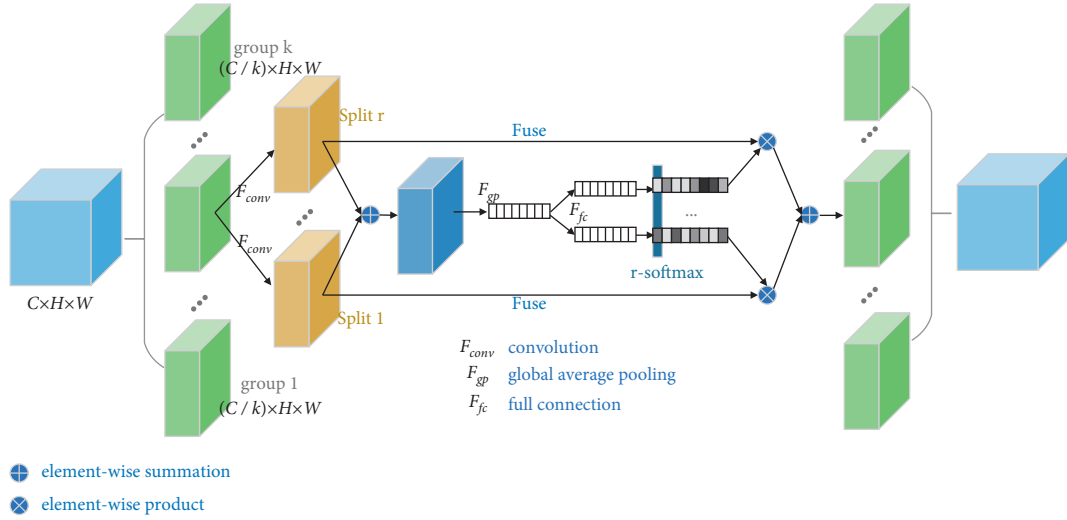 group k
(C / k)×H×W
Split r
Fuse
F_conv
F_gp
F_fc
...
F_conv
r-softmax
C×H×W
Fuse
Split 1
group 1
(C / k)×H×W
F_conv convolution
F_gp global average pooling
F_fc full connection
element-wise summation
element-wise product